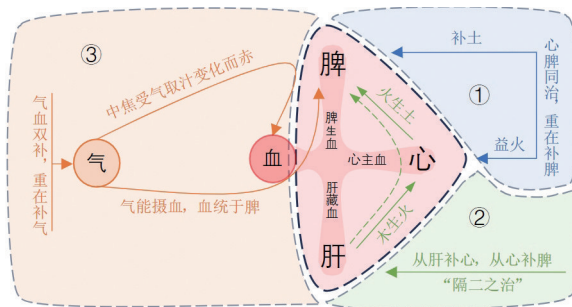 ③
气血双补，重在补气
气
中焦受气取汁变化而赤
气能摄血，血统于脾
血
脾
脾生血
心主血
肝藏血
心
肝
火生土
木生火
①
补土
益火
心脾同治，重在补脾
②
从肝补心，从心补脾
“隔二之治”